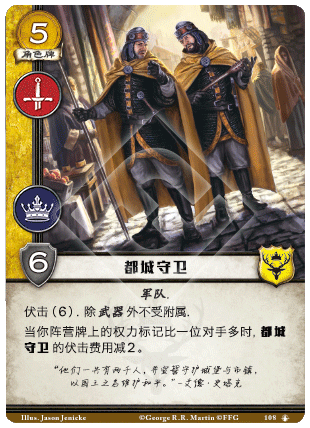 5
角色牌
6
都城守卫
军队.
伏击(6). 除武器外不受附属.
当你阵营牌上的权力标记比一位对手多时, 都城
守卫的伏击费用减2。
"他们一共有两千人,希望誓守护城堡与市镇,
以国王之名维护和平。"-艾德·史塔克
Illus. Jason Jenicke
©George R.R. Martin ©FFG
108